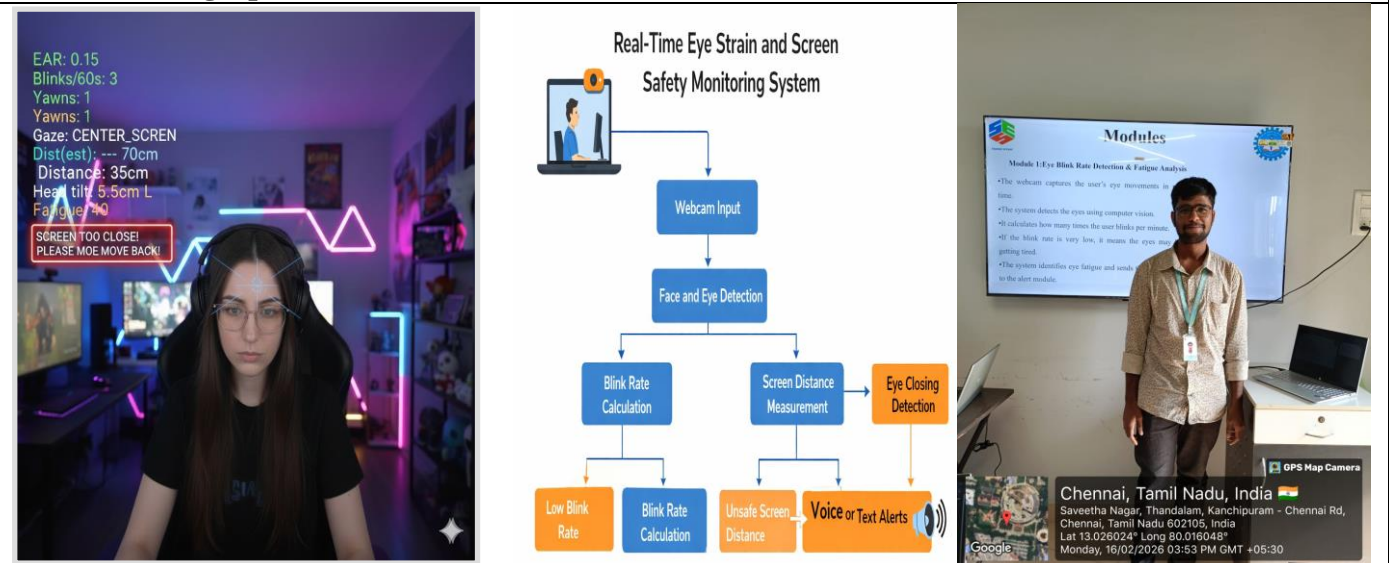 EAR: 0.15
Blinks/60s: 3
Yawns: 1
Yawns: 1
Gaze: CENTER_SCREN
Dist(est): --- 70cm
Distance: 35cm
Head tilt: 5.5cm L
Fatigue: 40
SCREEN TOO CLOSE!
PLEASE MOE MOVE BACK!
Real-Time Eye Strain and Screen
Safety Monitoring System
Webcam Input
Face and Eye Detection
Blink Rate
Calculation
Screen Distance
Measurement
Eye Closing
Detection
Low Blink
Rate
Blink Rate
Calculation
Unsafe Screen
Distance
Voice or Text Alerts
Modules
Module 1:Eye Blink Rate Detection & Fatigue Analysis
•The webcam captures the user's eye movements in
time.
•The system detects the eyes using computer vision.
•It calculates how many times the user blinks per minute.
•If the blink rate is very low, it means the eyes may
getting tired.
•The system identifies eye fatigue and sends
to the alert module.
GPS Map Camera
Chennai, Tamil Nadu, India
Saveetha Nagar, Thandalam, Kanchipuram - Chennai Rd,
Chennai, Tamil Nadu 602105, India
Lat 13.026024° Long 80.016048°
Monday, 16/02/2026 03:53 PM GMT +05:30
Google